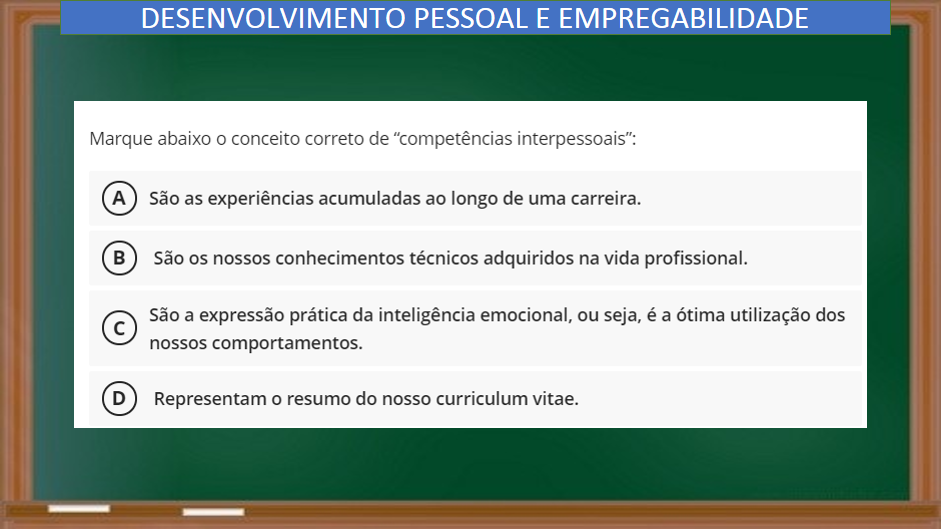 DESENVOLVIMENTO PESSOAL E EMPREGABILIDADE
Marque abaixo o conceito correto de “competências interpessoais”:
A São as experiências acumuladas ao longo de uma carreira.
B São os nossos conhecimentos técnicos adquiridos na vida profissional.
C São a expressão prática da inteligência emocional, ou seja, é a ótima utilização dos
nossos comportamentos.
D Representam o resumo do nosso curriculum vitae.